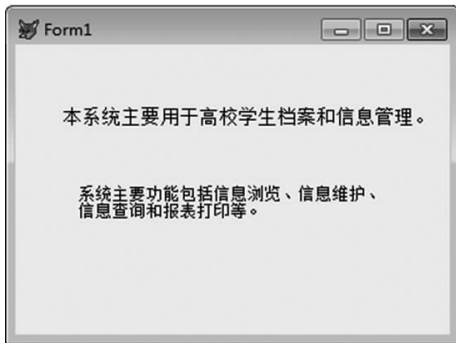 Form1
本系统主要用于高校学生档案和信息管理。
系统主要功能包括信息浏览、信息维护、
信息查询和报表打印等。